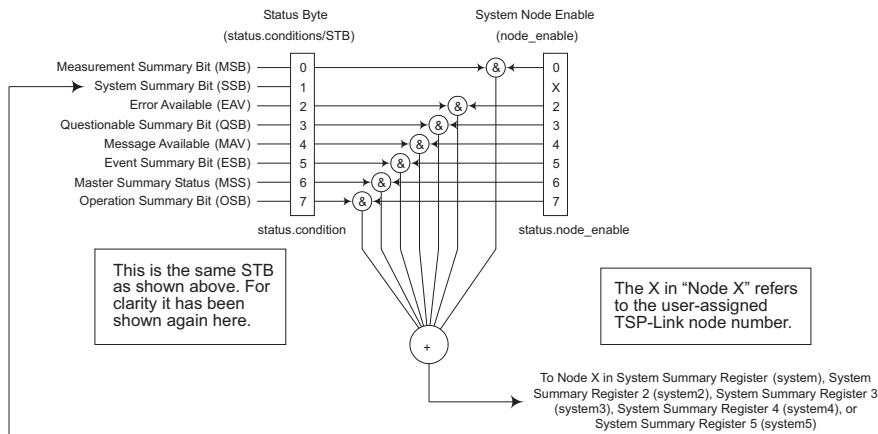 Status Byte
(status.conditions/STB)
System Node Enable
(node_enable)
Measurement Summary Bit (MSB)
System Summary Bit (SSB)
Error Available (EAV)
Questionable Summary Bit (QSB)
Message Available (MAV)
Event Summary Bit (ESB)
Master Summary Status (MSS)
Operation Summary Bit (OSB)
0
1
2
3
4
5
6
7
&
&
&
&
&
&
&
0
X
2
3
4
5
6
7
status.condition
status.node_enable
This is the same STB
as shown above. For
clarity it has been
shown again here.
The X in “Node X” refers
to the user-assigned
TSP-Link node number.
+
To Node X in System Summary Register (system), System
Summary Register 2 (system2), System Summary Register 3
(system3), System Summary Register 4 (system4), or
System Summary Register 5 (system5)